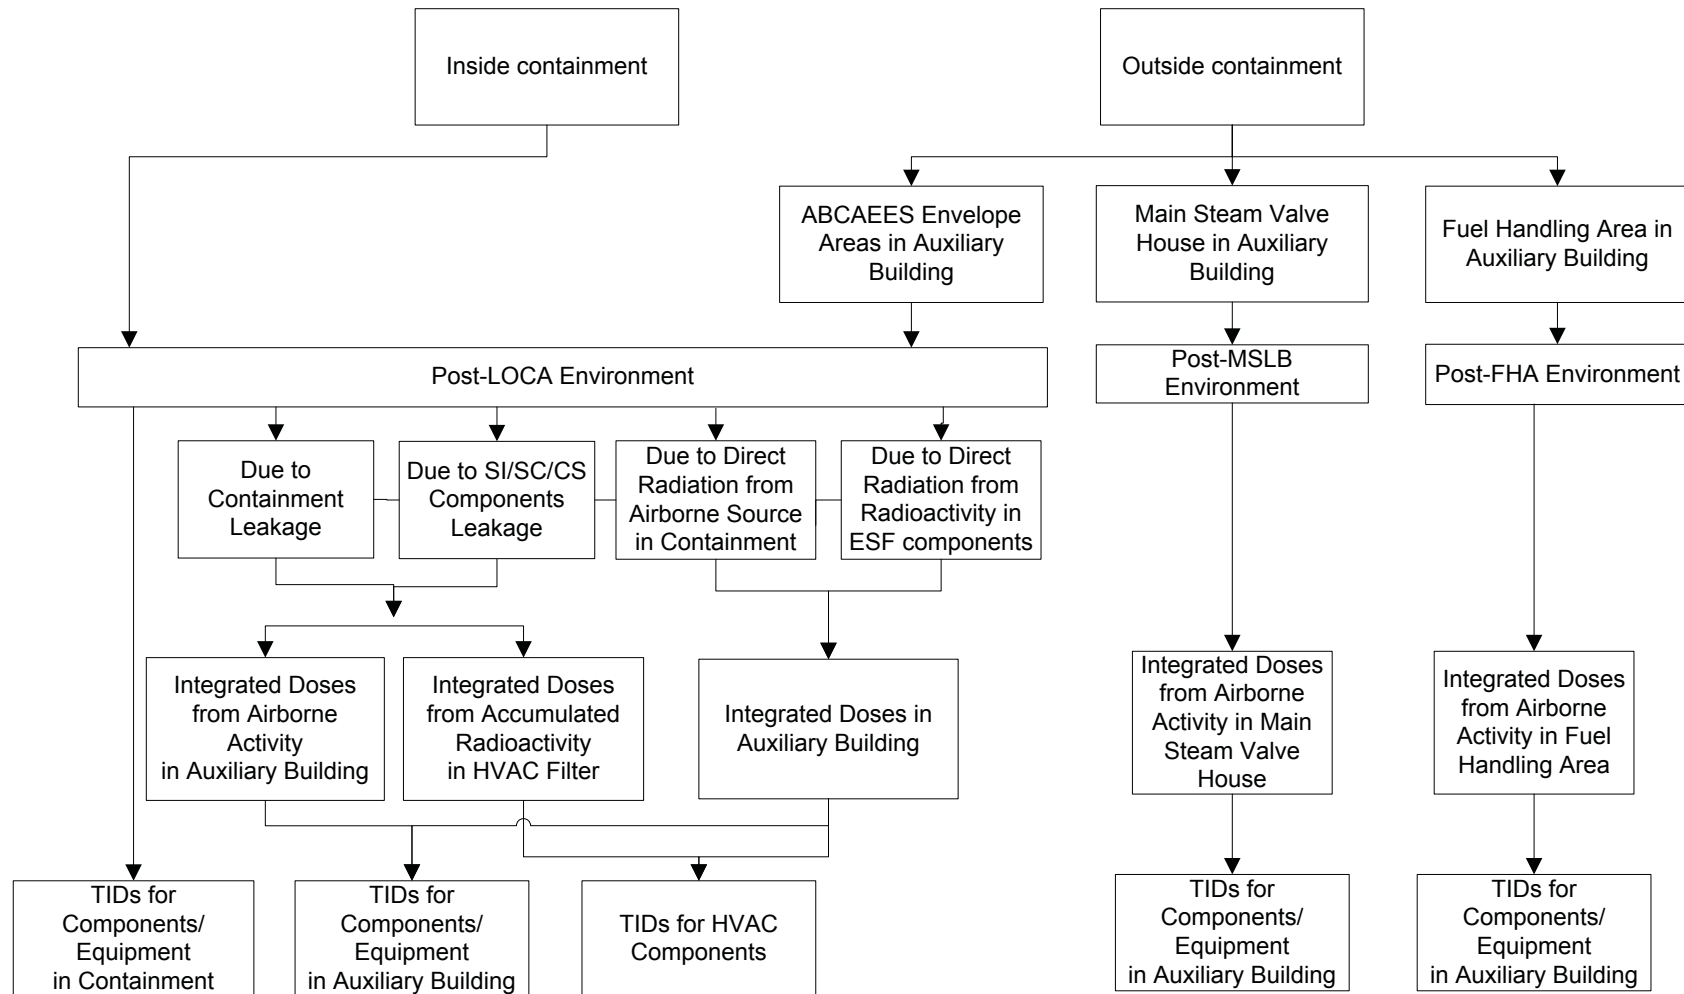 Inside containment
Outside containment
ABCAEES Envelope
Areas in Auxiliary
Building
Main Steam Valve
House in Auxiliary
Building
Fuel Handling Area in
Auxiliary Building
Post-LOCA Environment
Post-MSLB
Environment
Post-FHA Environment
Due to
Containment
Leakage
Due to SI/SC/CS
Components
Leakage
Due to Direct
Radiation from
Airborne Source
in Containment
Due to Direct
Radiation from
Radioactivity in
ESF components
Integrated Doses
from Airborne
Activity
in Auxiliary Building
Integrated Doses
from Accumulated
Radioactivity
in HVAC Filter
Integrated Doses in
Auxiliary Building
Integrated Doses
from Airborne
Activity in Main
Steam Valve
House
Integrated Doses
from Airborne
Activity in Fuel
Handling Area
TIDs for
Components/
Equipment
in Containment
TIDs for
Components/
Equipment
in Auxiliary Building
TIDs for HVAC
Components
TIDs for
Components/
Equipment
in Auxiliary Building
TIDs for
Components/
Equipment
in Auxiliary Building